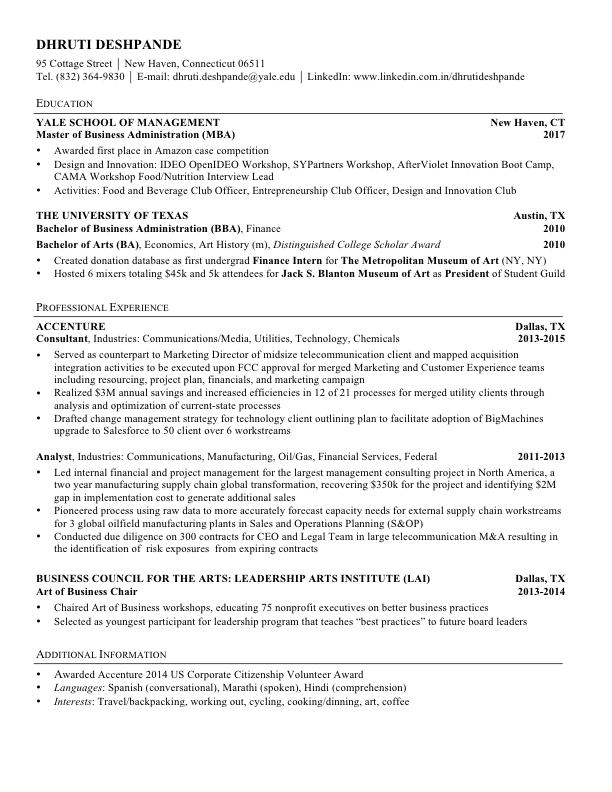 DHRUTI DESHPANDE
95 Cottage Street │ New Haven, Connecticut 06511
Tel. (832) 364-9830 │ E-mail: dhruti.deshpande@yale.edu │ LinkedIn: www.linkedin.com.in/dhrutideshpande
EDUCATION
YALE SCHOOL OF MANAGEMENT New Haven, CT
Master of Business Administration (MBA) 2017
• Awarded first place in Amazon case competition
• Design and Innovation: IDEO OpenIDEO Workshop, SYPartners Workshop, AfterViolet Innovation Boot Camp,
CAMA Workshop Food/Nutrition Interview Lead
• Activities: Food and Beverage Club Officer, Entrepreneurship Club Officer, Design and Innovation Club
THE UNIVERSITY OF TEXAS Austin, TX
Bachelor of Business Administration (BBA), Finance 2010
Bachelor of Arts (BA), Economics, Art History (m), Distinguished College Scholar Award 2010
• Created donation database as first undergrad Finance Intern for The Metropolitan Museum of Art (NY, NY)
• Hosted 6 mixers totaling $45k and 5k attendees for Jack S. Blanton Museum of Art as President of Student Guild
PROFESSIONAL EXPERIENCE
ACCENTURE Dallas, TX
Consultant, Industries: Communications/Media, Utilities, Technology, Chemicals 2013-2015
• Served as counterpart to Marketing Director of midsize telecommunication client and mapped acquisition
integration activities to be executed upon FCC approval for merged Marketing and Customer Experience teams
including resourcing, project plan, financials, and marketing campaign
• Realized $3M annual savings and increased efficiencies in 12 of 21 processes for merged utility clients through
analysis and optimization of current-state processes
• Drafted change management strategy for technology client outlining plan to facilitate adoption of BigMachines
upgrade to Salesforce to 50 client over 6 workstreams
Analyst, Industries: Communications, Manufacturing, Oil/Gas, Financial Services, Federal 2011-2013
• Led internal financial and project management for the largest management consulting project in North America, a
two year manufacturing supply chain global transformation, recovering $350k for the project and identifying $2M
gap in implementation cost to generate additional sales
• Pioneered process using raw data to more accurately forecast capacity needs for external supply chain workstreams
for 3 global oilfield manufacturing plants in Sales and Operations Planning (S&OP)
• Conducted due diligence on 300 contracts for CEO and Legal Team in large telecommunication M&A resulting in
the identification of risk exposures from expiring contracts
BUSINESS COUNCIL FOR THE ARTS: LEADERSHIP ARTS INSTITUTE (LAI) Dallas, TX
Art of Business Chair 2013-2014
• Chaired Art of Business workshops, educating 75 nonprofit executives on better business practices
• Selected as youngest participant for leadership program that teaches “best practices” to future board leaders
ADDITIONAL INFORMATION
• Awarded Accenture 2014 US Corporate Citizenship Volunteer Award
• Languages: Spanish (conversational), Marathi (spoken), Hindi (comprehension)
• Interests: Travel/backpacking, working out, cycling, cooking/dinning, art, coffee